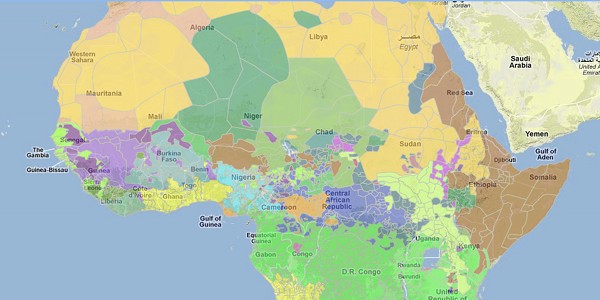 Jordan
Algeria
Libya
مصر
Egypt
Western
Sahara
Saudi
Arabia
United A
Emirates
Mauritania
Mali
Niger
Red Sea
Senegal
The
Gambia
Guinea-Bissau
Guinea
Burkina
Faso
Chad
Sudan
Eritrea
Yemen
Gulf of
Aden
Djibouti
Benin
Nigeria
Leone
Côte
d'Ivoire
Togo
Ghana
Liberia
Ethiopia
Somalia
Central
African
Republic
Cameroon
Gulf of
Guinea
Equatorial
Guinea
Gabon
Congo
Uganda
Kenya
Rwanda
Burundi
D.R. Congo
United
Republic of